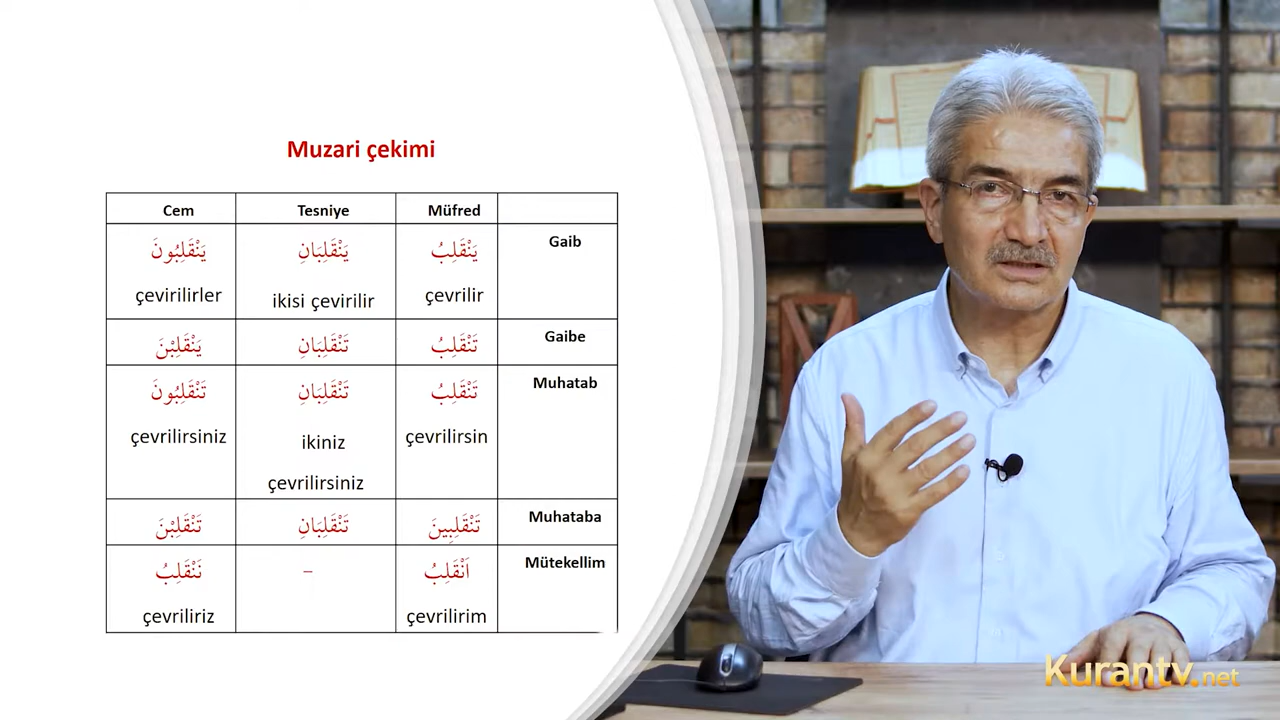 Muzari çekimi
Cem Tesniye Müfred
يَنْقَلِبُونَ يَنْقَلِبَانِ يَنْقَلِبُ Gaib
çevirilirler ikisi çevirilir çevrilir
يَنْقَلِبْنَ تَنْقَلِبَانِ تَنْقَلِبُ Gaibe
تَنْقَلِبُونَ تَنْقَلِبَانِ تَنْقَلِبُ Muhatab
çevrilirsiniz ikiniz çevrilirsin
çevrilirsiniz
تَنْقَلِبْنَ تَنْقَلِبَانِ تَنْقَلِبِينَ Muhataba
نَنْقَلِبُ – اَنْقَلِبُ Mütekellim
çevriliriz çevrilirim
Kurantv.net